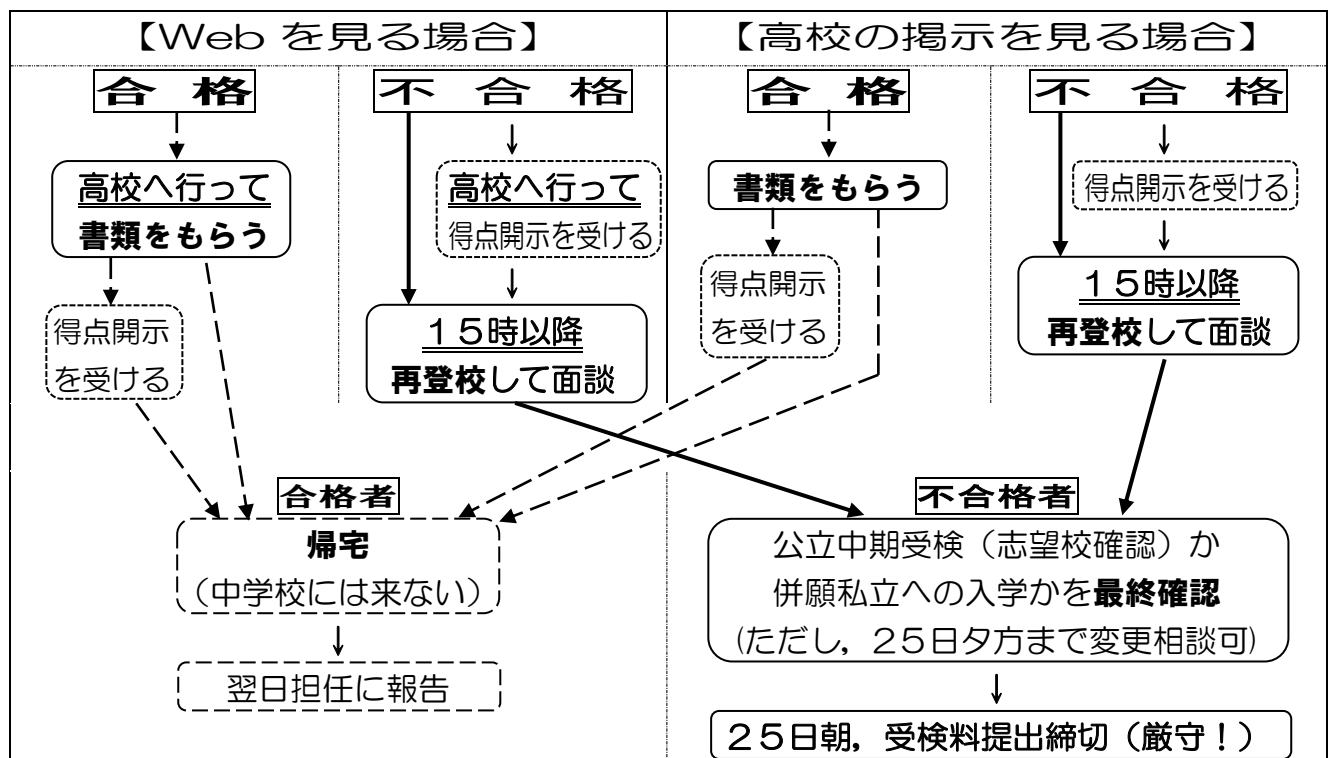 【Web を見る場合】
【高校の掲示を見る場合】
合 格
不 合 格
合 格
不 合 格
高校へ行って
書類をもらう
高校へ行って
得点開示を受ける
書類をもらう
得点開示を受ける
得点開示
を受ける
１５時以降
再登校して面談
得点開示
を受ける
１５時以降
再登校して面談
合格者
帰宅
（中学校には来ない）
翌日担任に報告
不合格者
公立中期受検（志望校確認）か
併願私立への入学かを最終確認
(ただし，２５日夕方まで変更相談可)
２５日朝，受検料提出締切（厳守！）